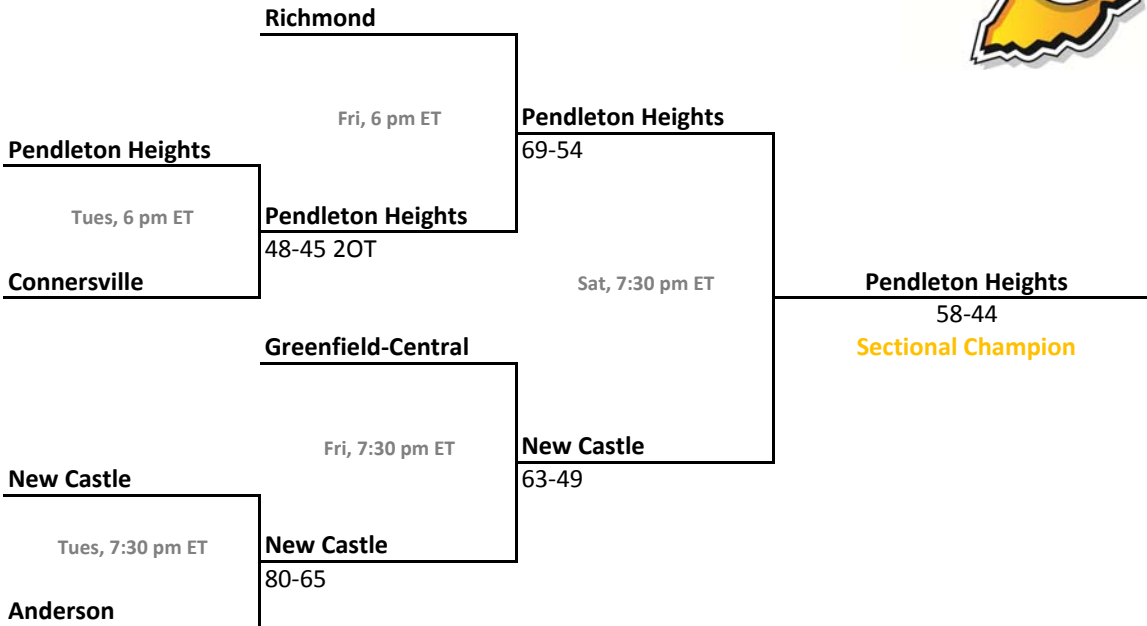 Richmond
Fri, 6 pm ET
Pendleton Heights
Pendleton Heights
69-54
Tues, 6 pm ET
Pendleton Heights
48-45 2OT
Connersville
Sat, 7:30 pm ET
Pendleton Heights
58-44
Greenfield-Central
Sectional Champion
Fri, 7:30 pm ET
New Castle
New Castle
63-49
Tues, 7:30 pm ET
New Castle
80-65
Anderson